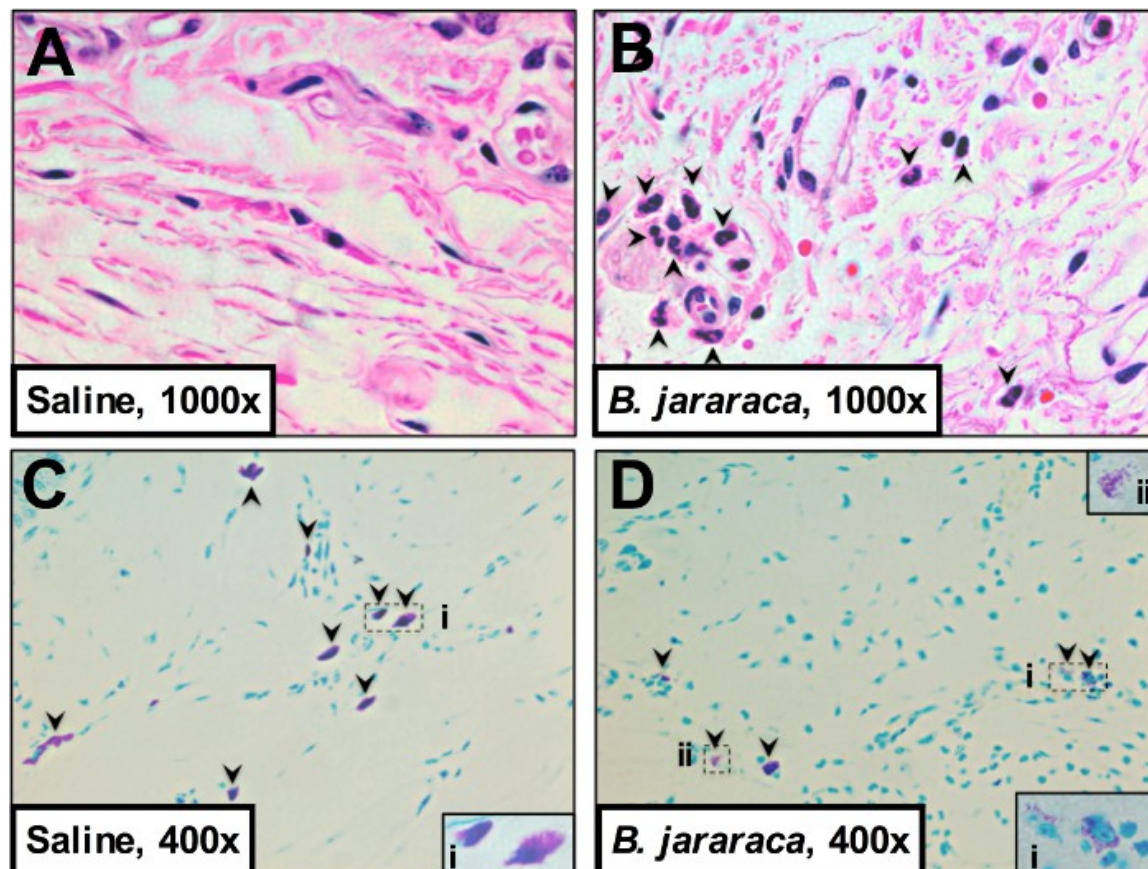 A
B
Saline, 1000x
B. jararaca, 1000x
C
D
ii
i
i
ii
Saline, 400x
i
B. jararaca, 400x
i